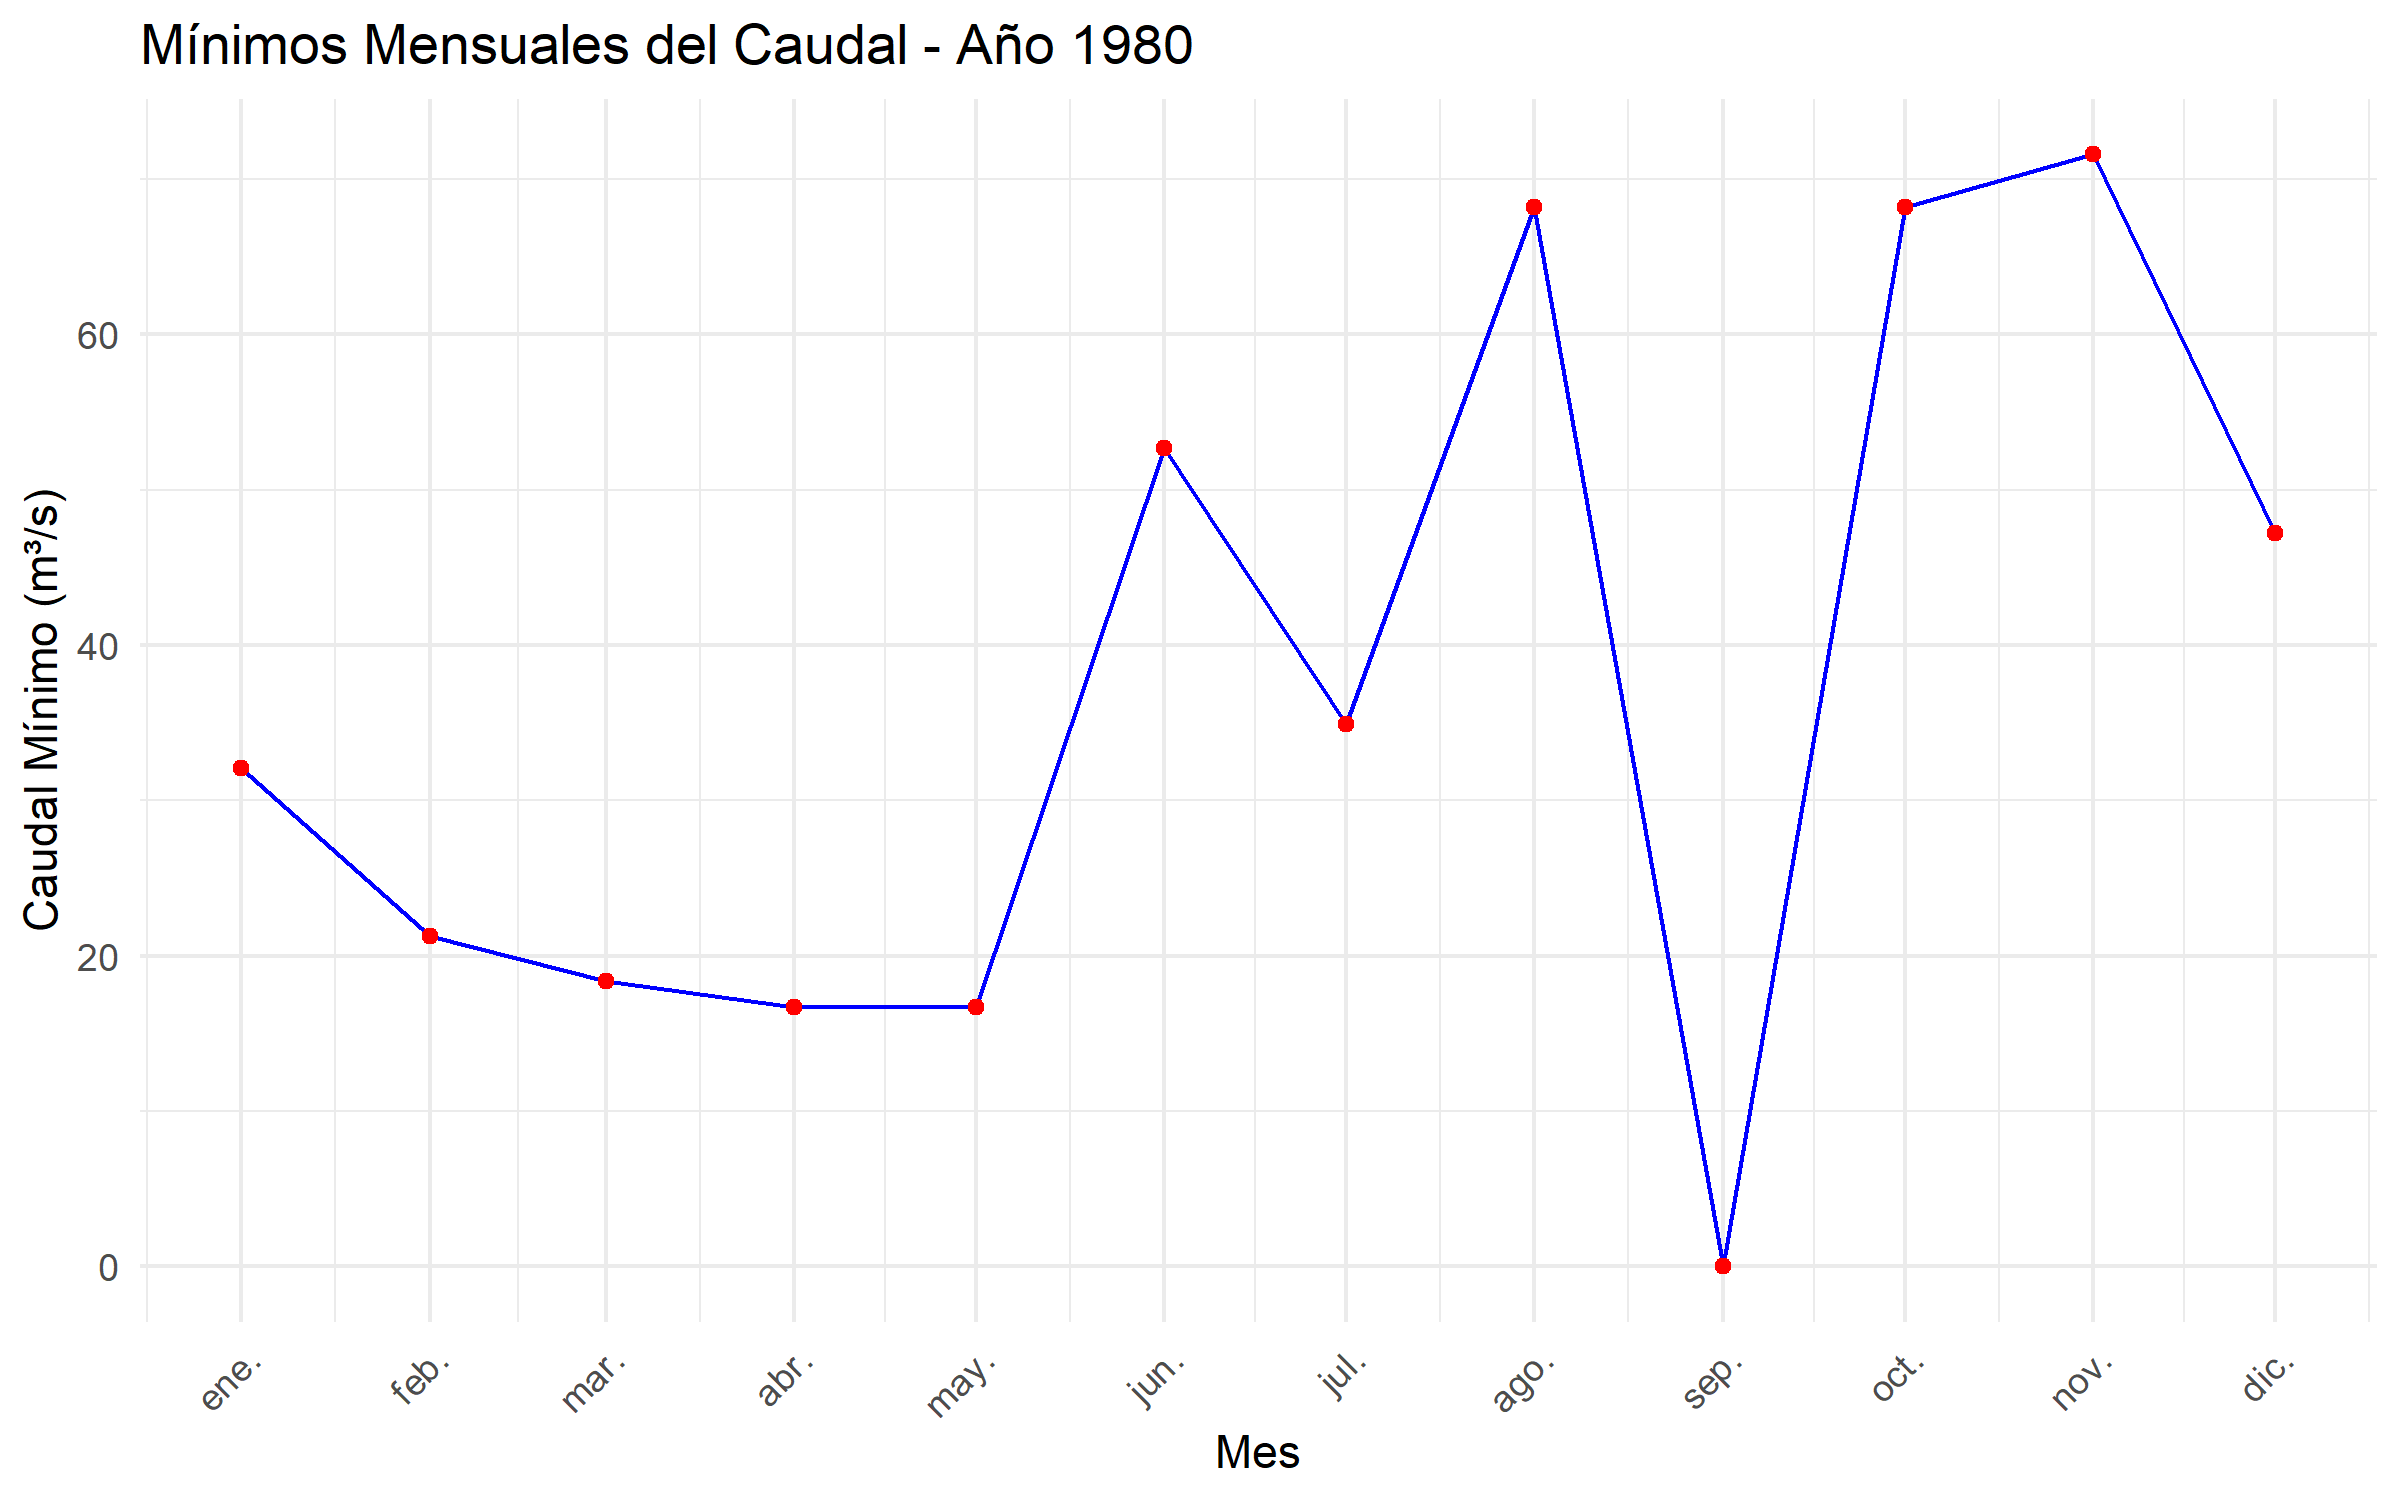 Mínimos Mensuales del Caudal - Año 1980
Caudal Mínimo (m³/s)
60
40
20
0
ene.
feb.
mar.
abr.
may.
jun.
jul.
ago.
sep.
oct.
nov.
dic.
Mes